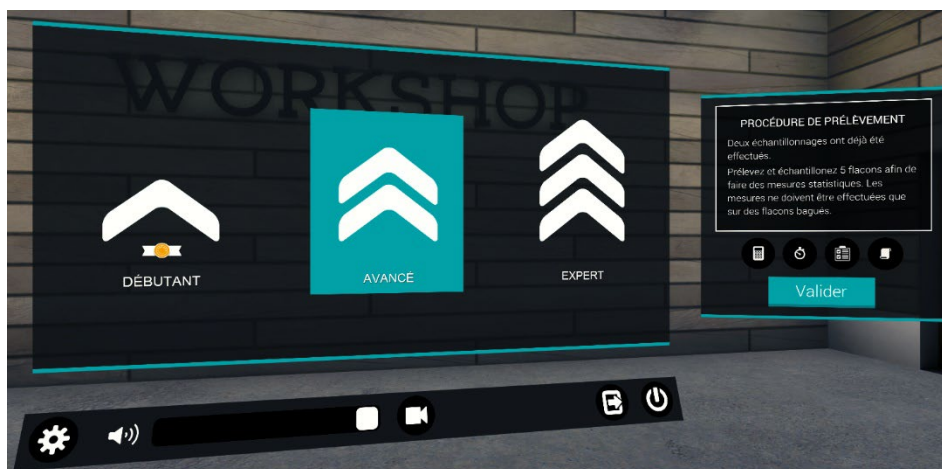 WORKSHOP
DÉBUTANT
AVANCÉ
EXPERT
PROCÉDURE DE PRÉLÈVEMENT
Deux échantillonnages ont déjà été
effectués.
Prélevez et échantillonez 5 flacons afin de
faire des mesures statistiques. Les
mesures ne doivent être effectuées que
sur des flacons bagués.
Valider